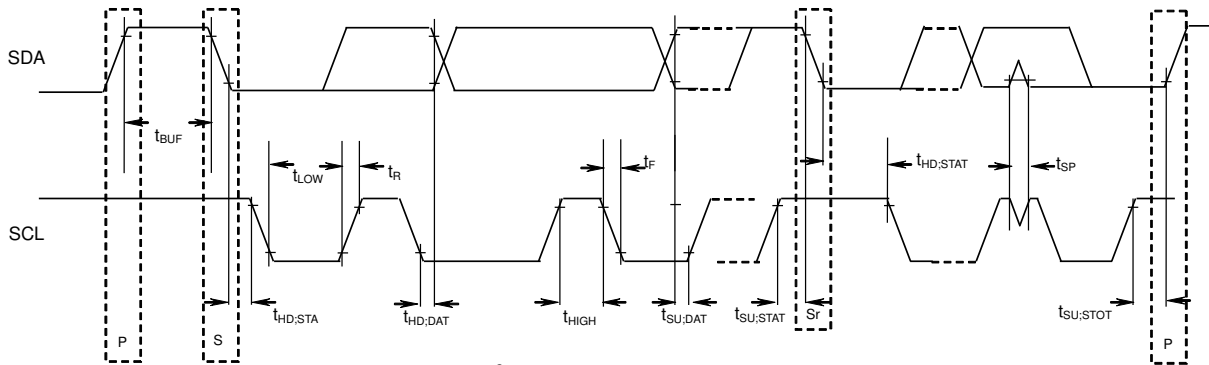 SDA
tBUF
tLOW
tR
tF
tHD;STAT
tSP
SCL
tHD;STA
tHD;DAT
tHIGH
tSU;DAT
tSU;STAT
Sr
tSU;STOT
P
S
P